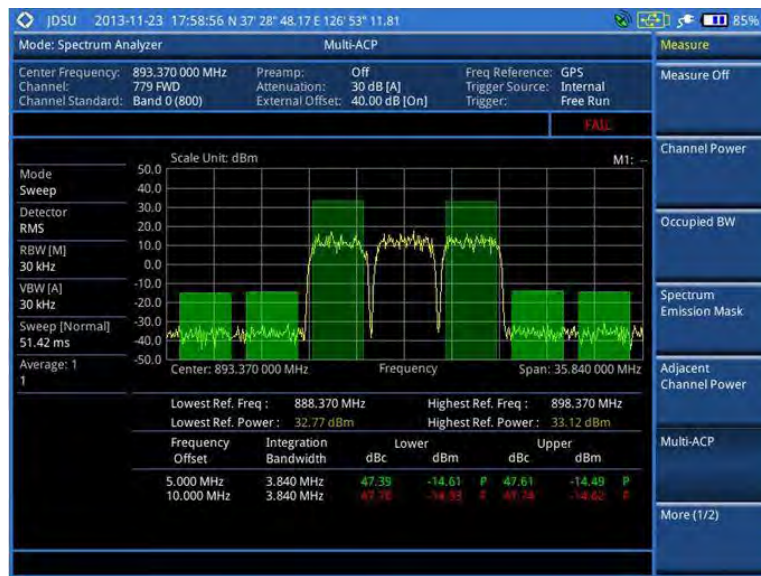 JDSU 2013-11-23 17:58:56 N 37' 28" 48.17 E 126' 53" 11.81 85%
Mode: Spectrum Analyzer Multi-ACP
Measure
Center Frequency: 893.370 000 MHz Preamp: Off Freq Reference: GPS
Channel: 779 FWD Attenuation: 30 dB [A] Trigger Source: Internal
Channel Standard: Band 0 (800) External Offset: 40.00 dB [On] Trigger: Free Run
Measure Off
FAIL
Channel Power
Scale Unit: dBm M1: --
Mode
Sweep
Detector
RMS
RBW [M]
30 kHz
VBW [A]
30 kHz
Sweep [Normal]
51.42 ms
Average: 1
1
50.0
40.0
30.0
20.0
10.0
0.0
-10.0
-20.0
-30.0
-40.0
-50.0
Center: 893.370 000 MHz Frequency Span: 35.840 000 MHz
Occupied BW
Spectrum
Emission Mask
Adjacent
Channel Power
Lowest Ref. Freq : 888.370 MHz Highest Ref. Freq : 898.370 MHz
Lowest Ref. Power : 32.77 dBm Highest Ref. Power : 33.12 dBm
Frequency Integration Lower Upper
Offset Bandwidth dBc dBm dBc dBm
5.000 MHz 3.840 MHz 47.39 -14.61 P 47.61 -14.49 P
10.000 MHz 3.840 MHz 47.74 -14.62 F
Multi-ACP
More (1/2)